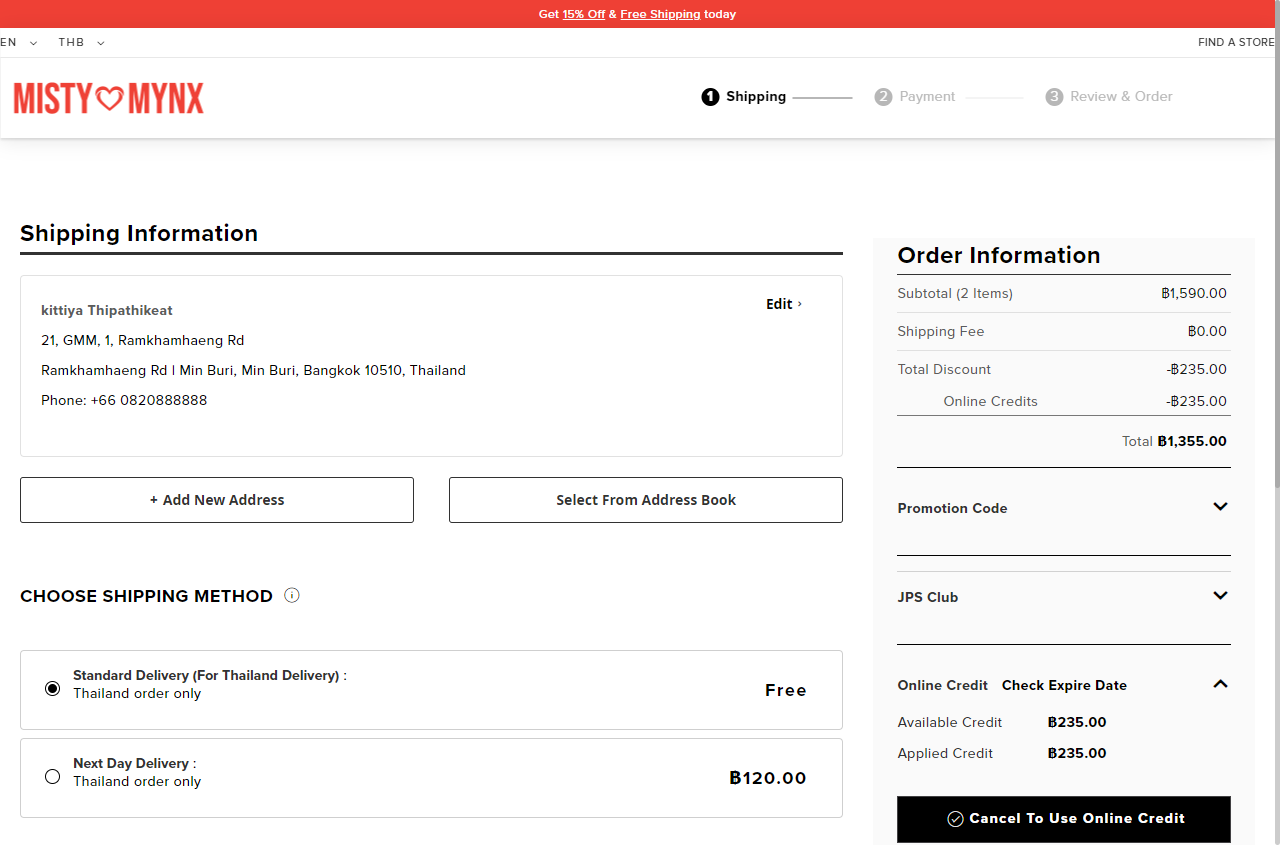 Get 15% Off & Free Shipping today
EN THB FIND A STORE
MISTY MYNX
1 Shipping 2 Payment 3 Review & Order
Shipping Information
kittiya Thipathikeat
Edit ›
21, GMM, 1, Ramkhamhaeng Rd
Ramkhamhaeng Rd | Min Buri, Min Buri, Bangkok 10510, Thailand
Phone: +66 0820888888
+ Add New Address
Select From Address Book
CHOOSE SHIPPING METHOD
Standard Delivery (For Thailand Delivery) :
Thailand order only
Free
Next Day Delivery :
Thailand order only
฿120.00
Order Information
Subtotal (2 Items) ฿1,590.00
Shipping Fee ฿0.00
Total Discount -฿235.00
Online Credits -฿235.00
Total ฿1,355.00
Promotion Code
JPS Club
Online Credit Check Expire Date
Available Credit ฿235.00
Applied Credit ฿235.00
Cancel To Use Online Credit